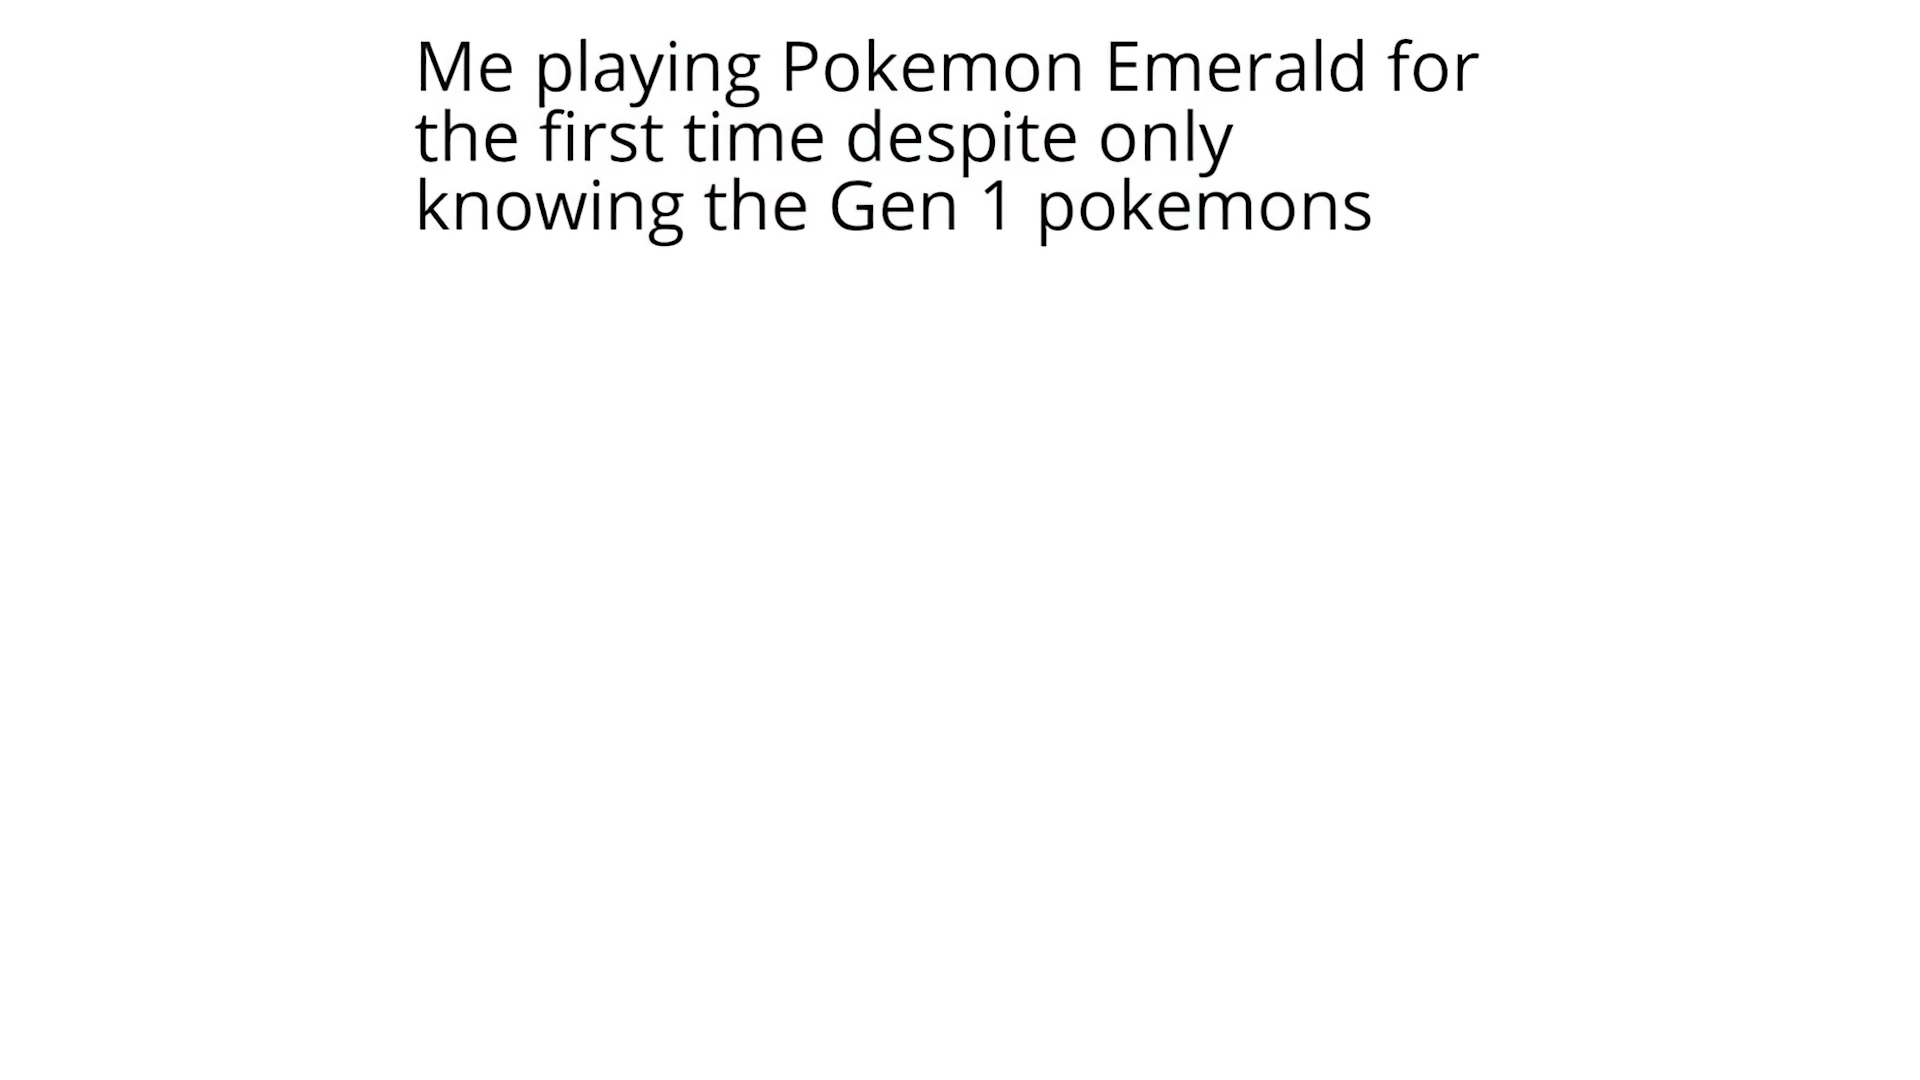 Me playing Pokemon Emerald for
the first time despite only
knowing the Gen 1 pokemons